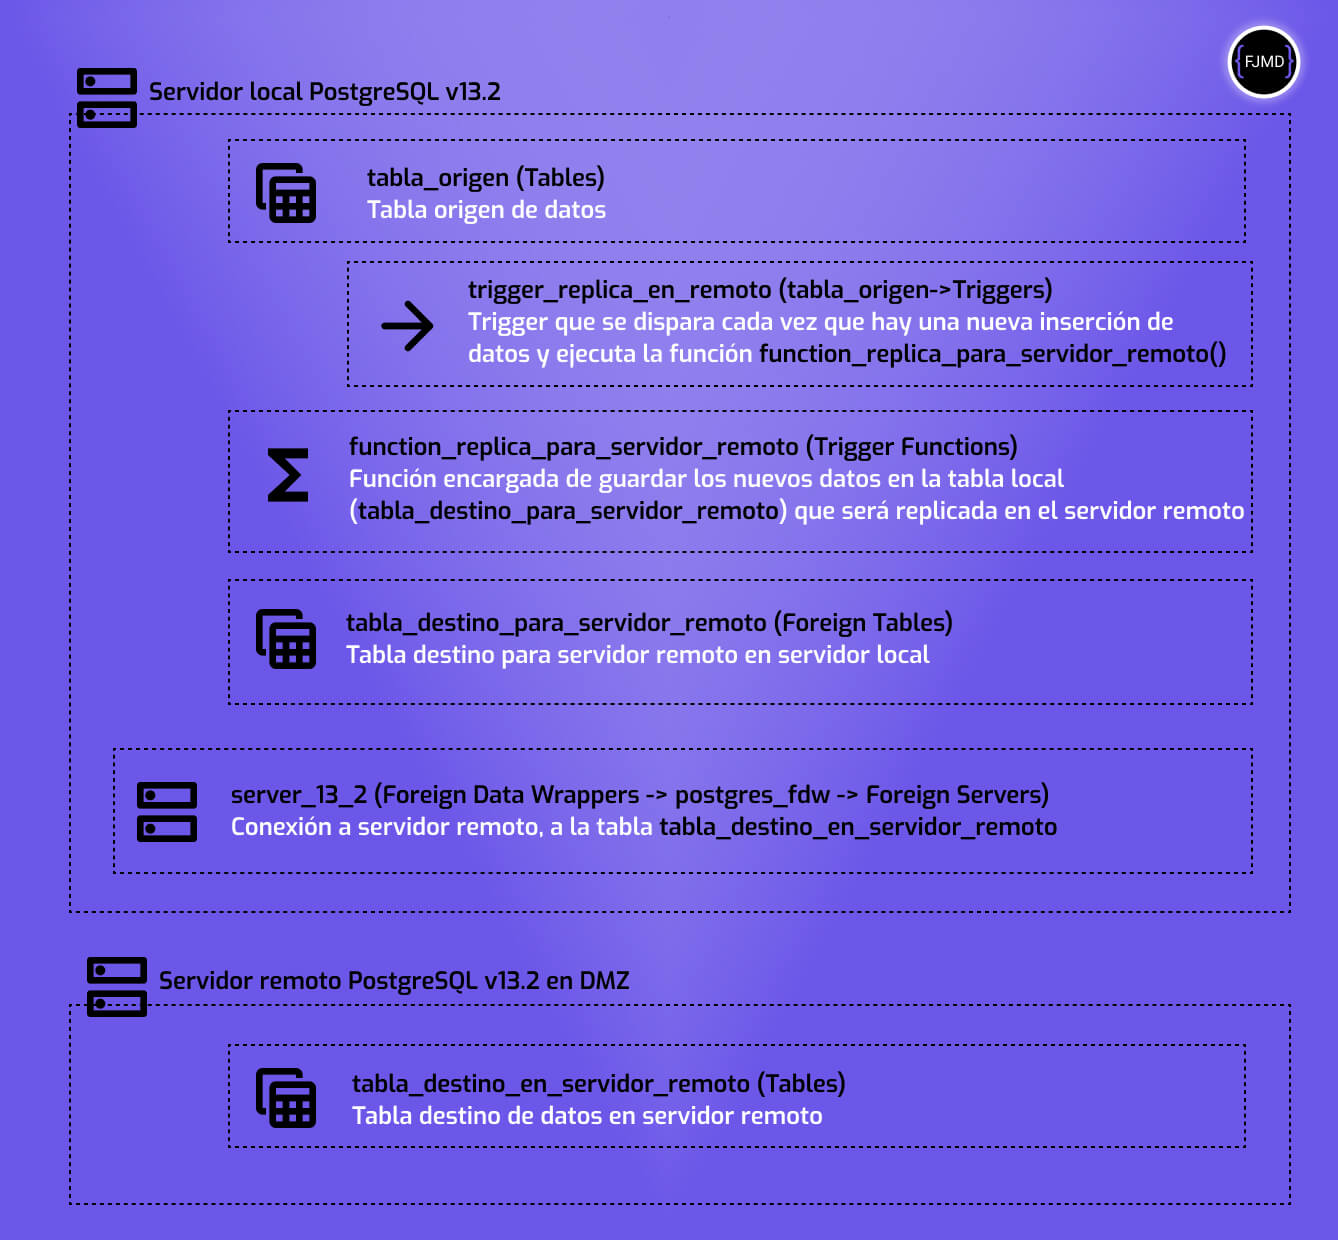 {FJMD}
Servidor local PostgreSQL v13.2
tabla_origen (Tables)
Tabla origen de datos
trigger_replica_en_remoto (tabla_origen->Triggers)
Trigger que se dispara cada vez que hay una nueva inserción de
datos y ejecuta la función function_replica_para_servidor_remoto()
function_replica_para_servidor_remoto (Trigger Functions)
Función encargada de guardar los nuevos datos en la tabla local
(tabla_destino_para_servidor_remoto) que será replicada en el servidor remoto
tabla_destino_para_servidor_remoto (Foreign Tables)
Tabla destino para servidor remoto en servidor local
server_13_2 (Foreign Data Wrappers -> postgres_fdw -> Foreign Servers)
Conexión a servidor remoto, a la tabla tabla_destino_en_servidor_remoto
Servidor remoto PostgreSQL v13.2 en DMZ
tabla_destino_en_servidor_remoto (Tables)
Tabla destino de datos en servidor remoto